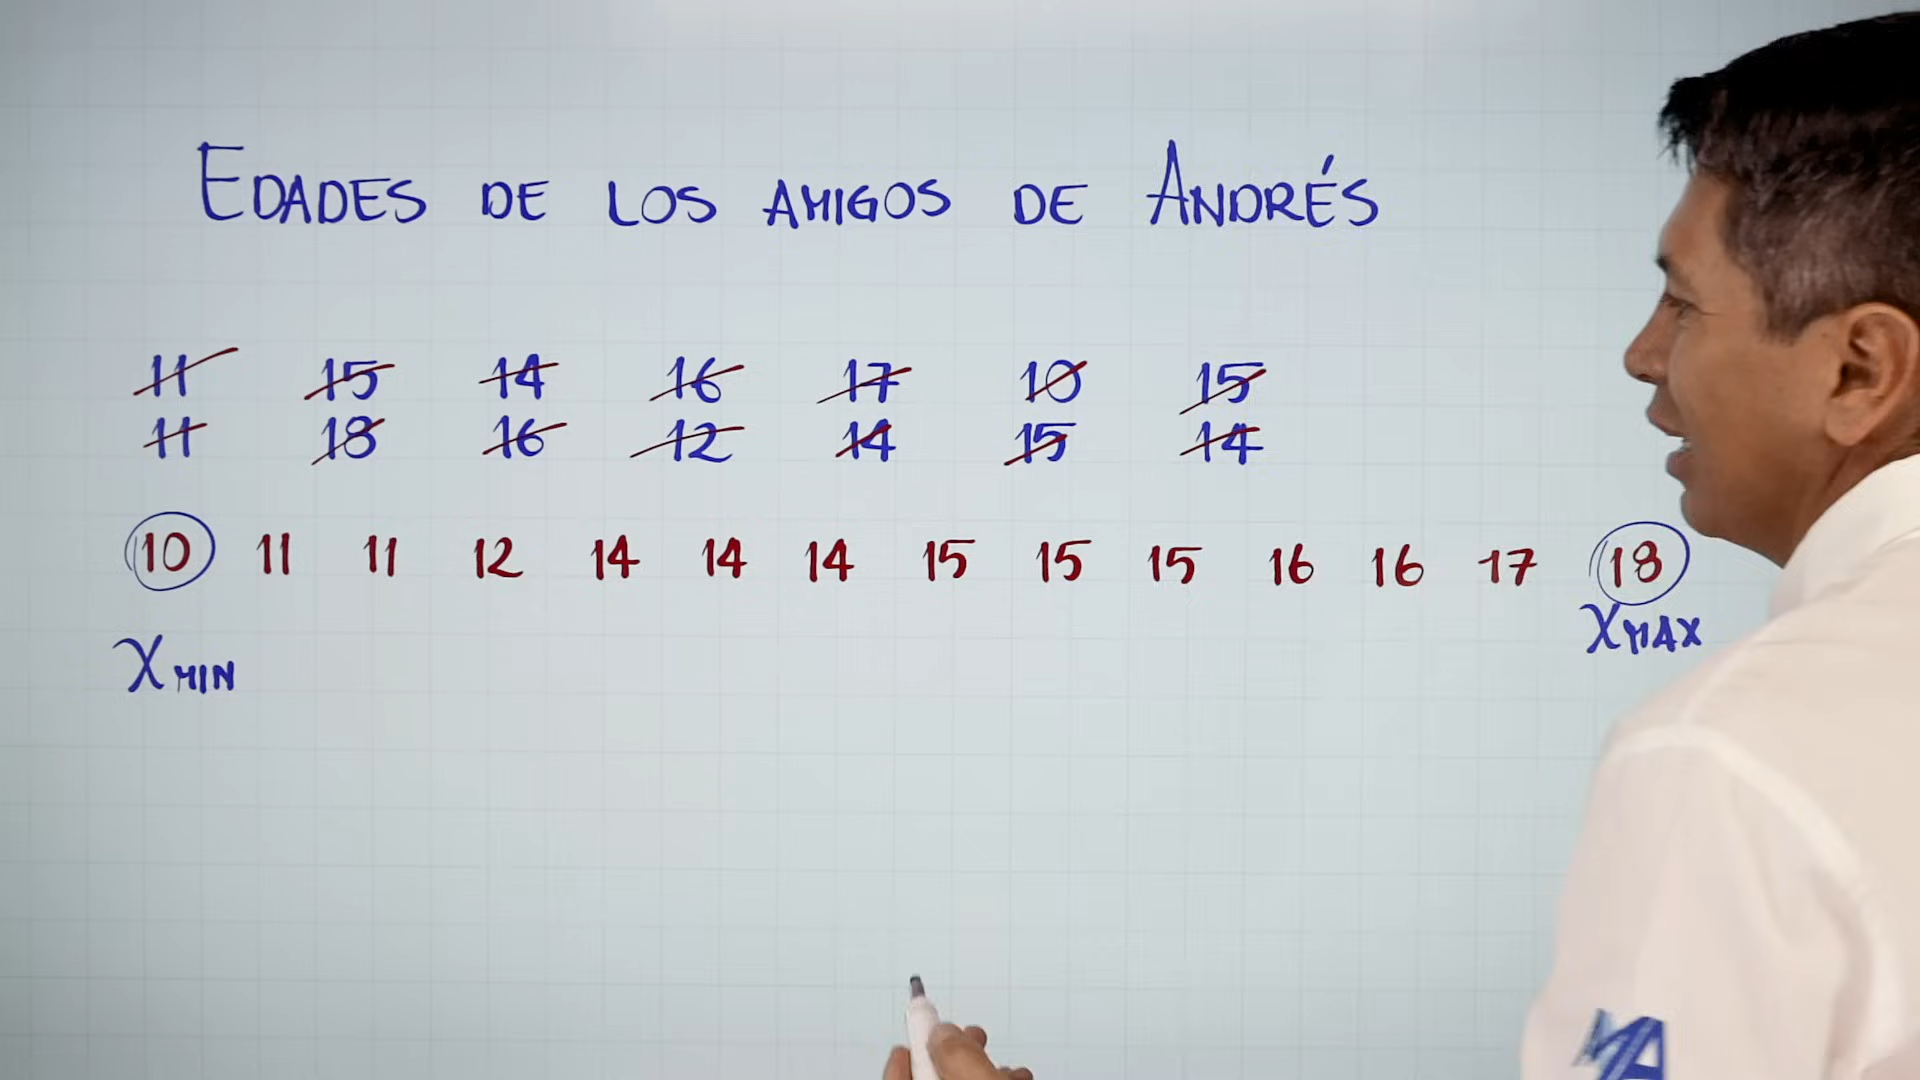 EDADES DE LOS AMIGOS DE ANDRÉS
11 15 14 16 17 10 15
11 18 16 12 14 15 14
10 11 11 12 14 14 14 15 15 15 16 16 17 18
XMIN XMAX
MA